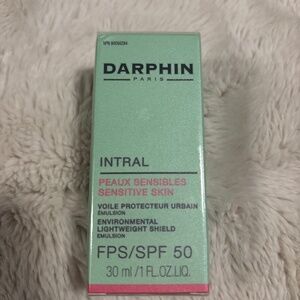 DARPHIN
PARIS
INTRAL
PEAUX SENSIBLES
SENSITIVE SKIN
VOILE PROTECTEUR URBAIN
ÉMULSION
ENVIRONMENTAL
LIGHTWEIGHT SHIELD
EMULSION
FPS/SPF 50
30 ml /1 FL.OZ.LIQ.